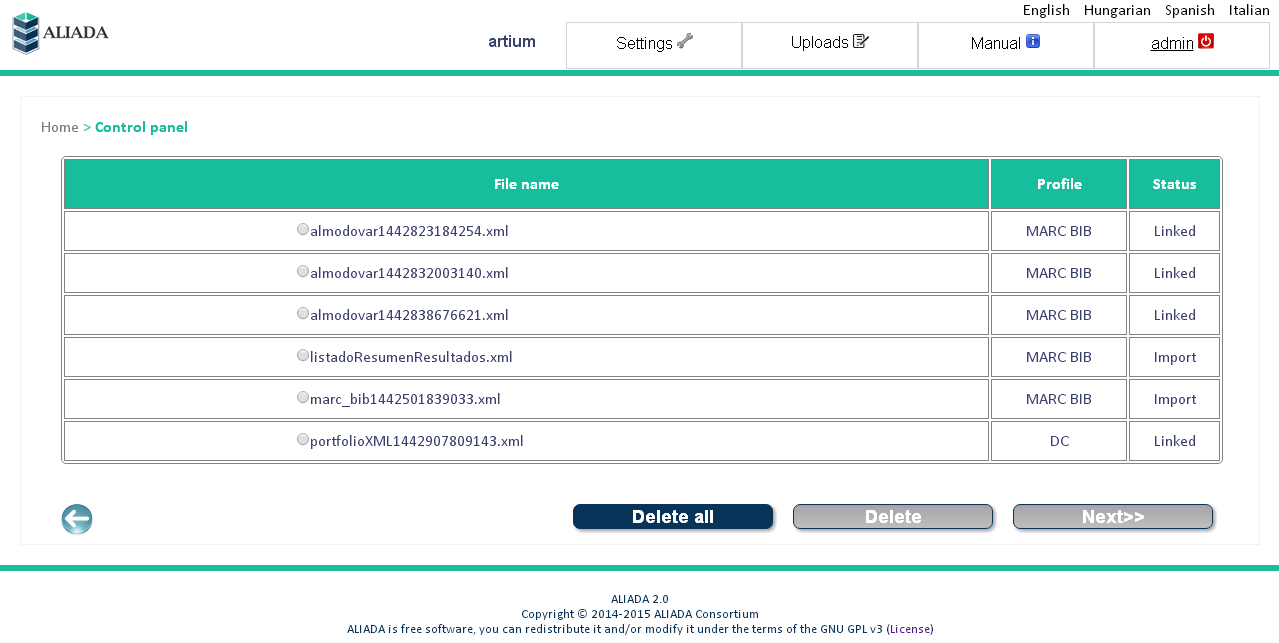 English Hungarian Spanish Italian
ALIADA
artium Settings Uploads Manual admin
Home > Control panel
File name Profile Status
almodovar1442823184254.xml MARC BIB Linked
almodovar1442832003140.xml MARC BIB Linked
almodovar1442838676621.xml MARC BIB Linked
listadoResumenResultados.xml MARC BIB Import
marc_bib1442501839033.xml MARC BIB Import
portfolioXML1442907809143.xml DC Linked
Delete all Delete Next>>
ALIADA 2.0
Copyright © 2014-2015 ALIADA Consortium
ALIADA is free software, you can redistribute it and/or modify it under the terms of the GNU GPL v3 (License)